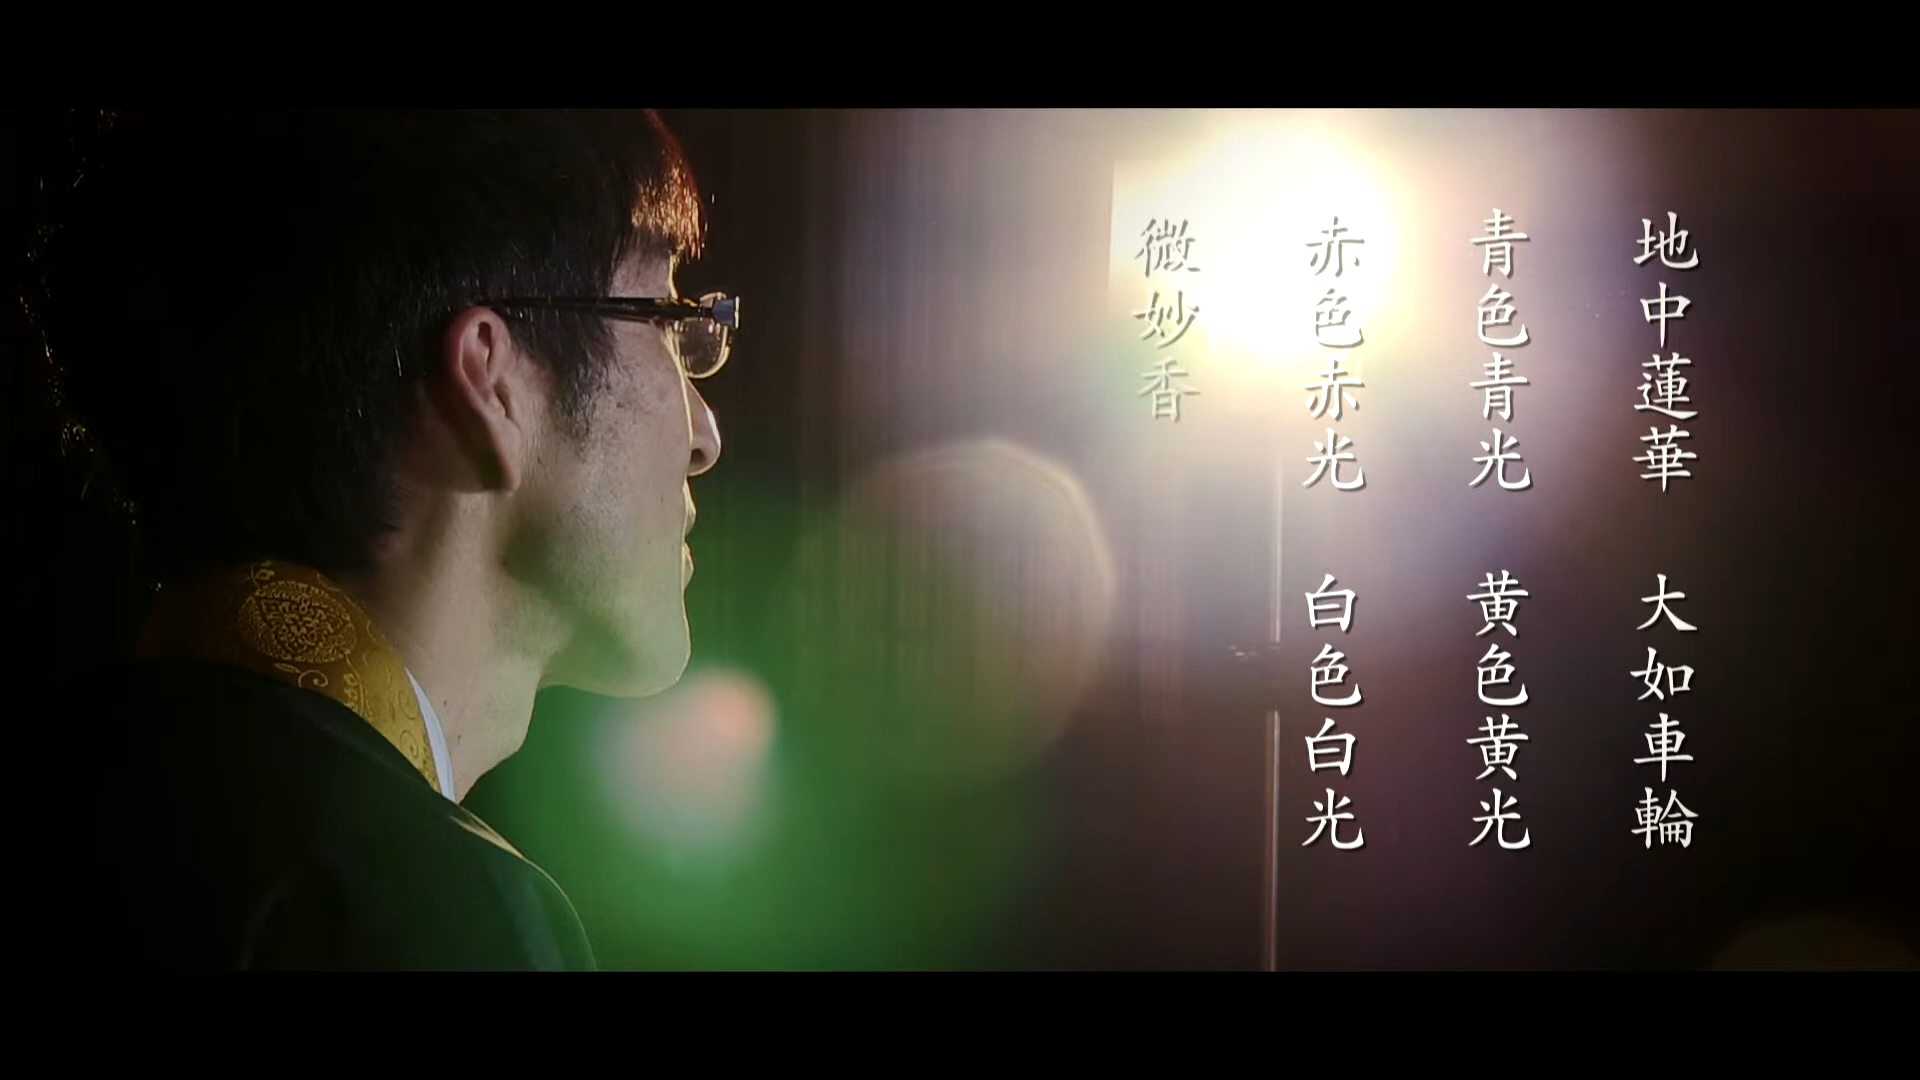 地中蓮華　大如車輪
青色青光　黄色黄光
赤色赤光　白色白光
微妙香